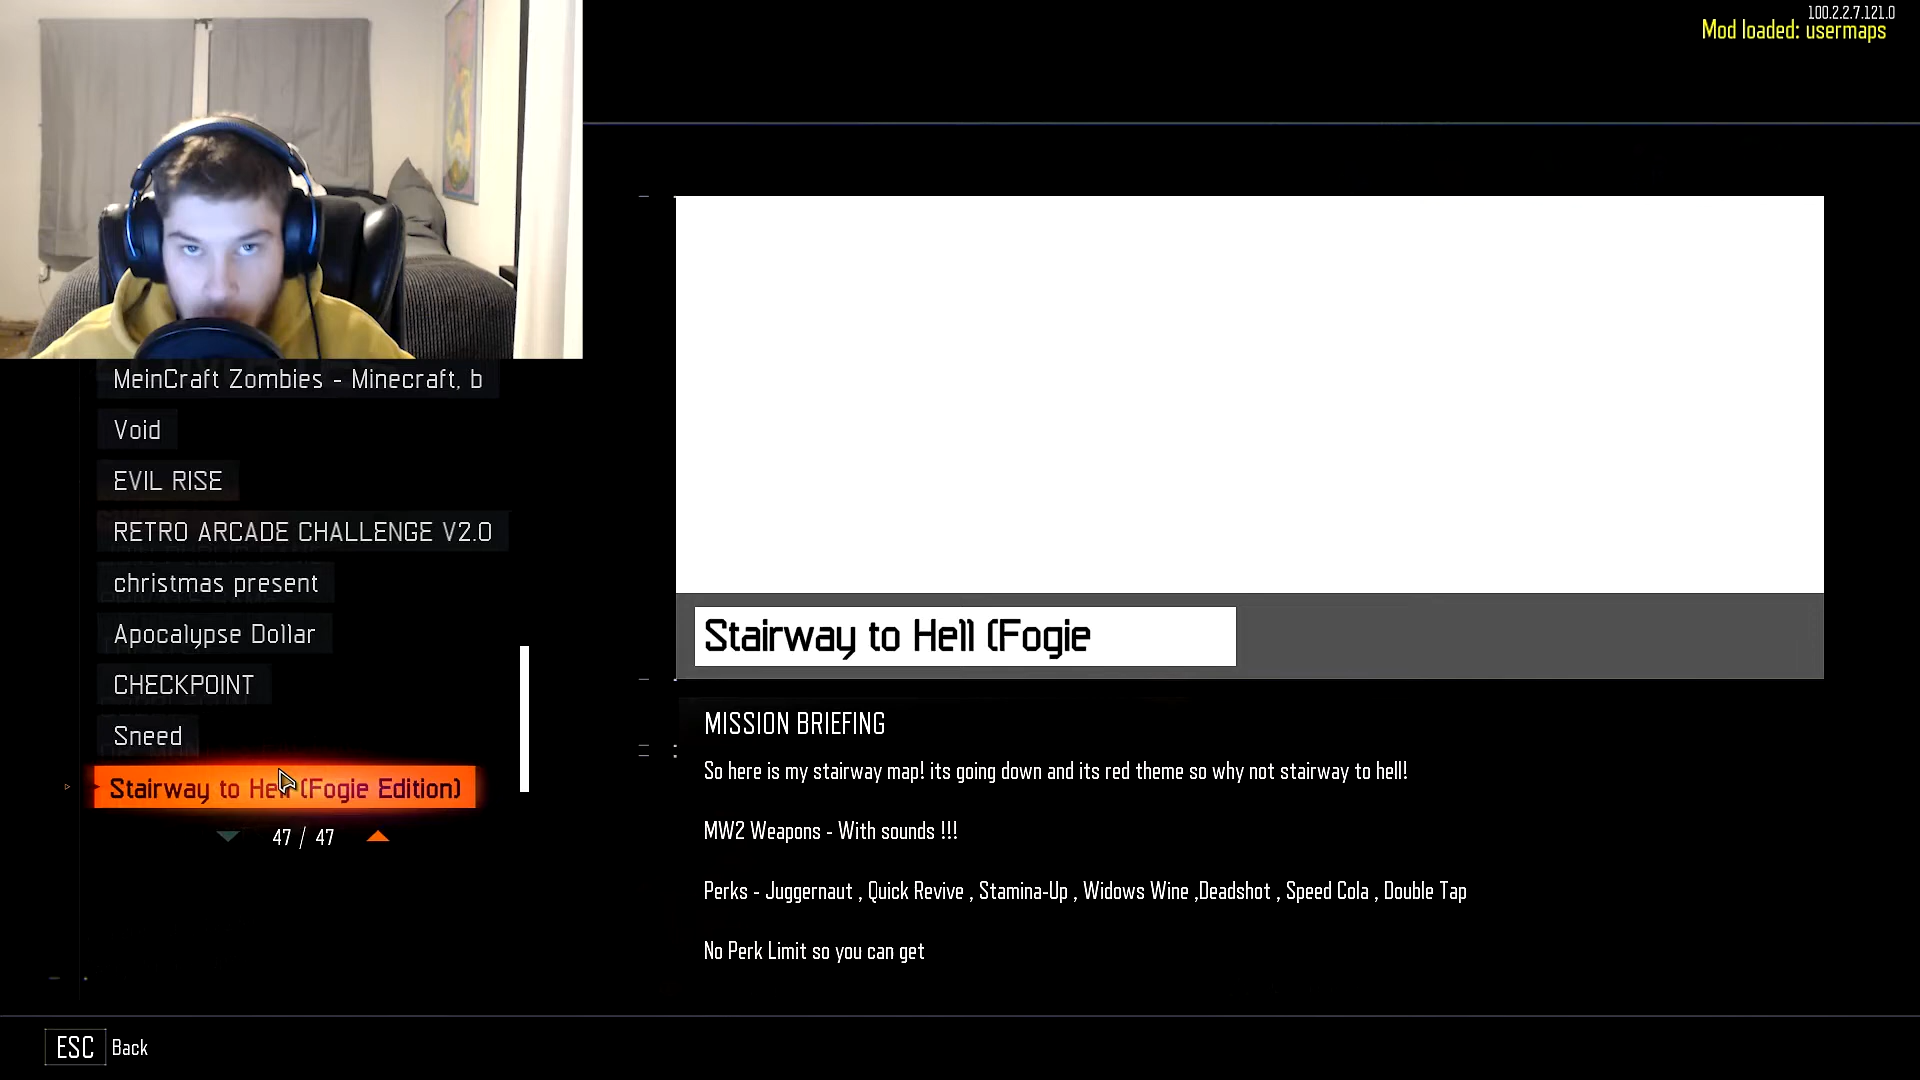 100.2.2.7.121.0
Mod loaded: usermaps
MeinCraft Zombies - Minecraft, b
Void
EVIL RISE
RETRO ARCADE CHALLENGE V2.0
christmas present
Apocalypse Dollar
CHECKPOINT
Sneed
Stairway to Hell (Fogie Edition)
47 / 47
Stairway to Hell (Fogie
MISSION BRIEFING
So here is my stairway map! its going down and its red theme so why not stairway to hell!
MW2 Weapons - With sounds !!!
Perks - Juggernaut , Quick Revive , Stamina-Up , Widows Wine ,Deadshot , Speed Cola , Double Tap
No Perk Limit so you can get
ESC Back